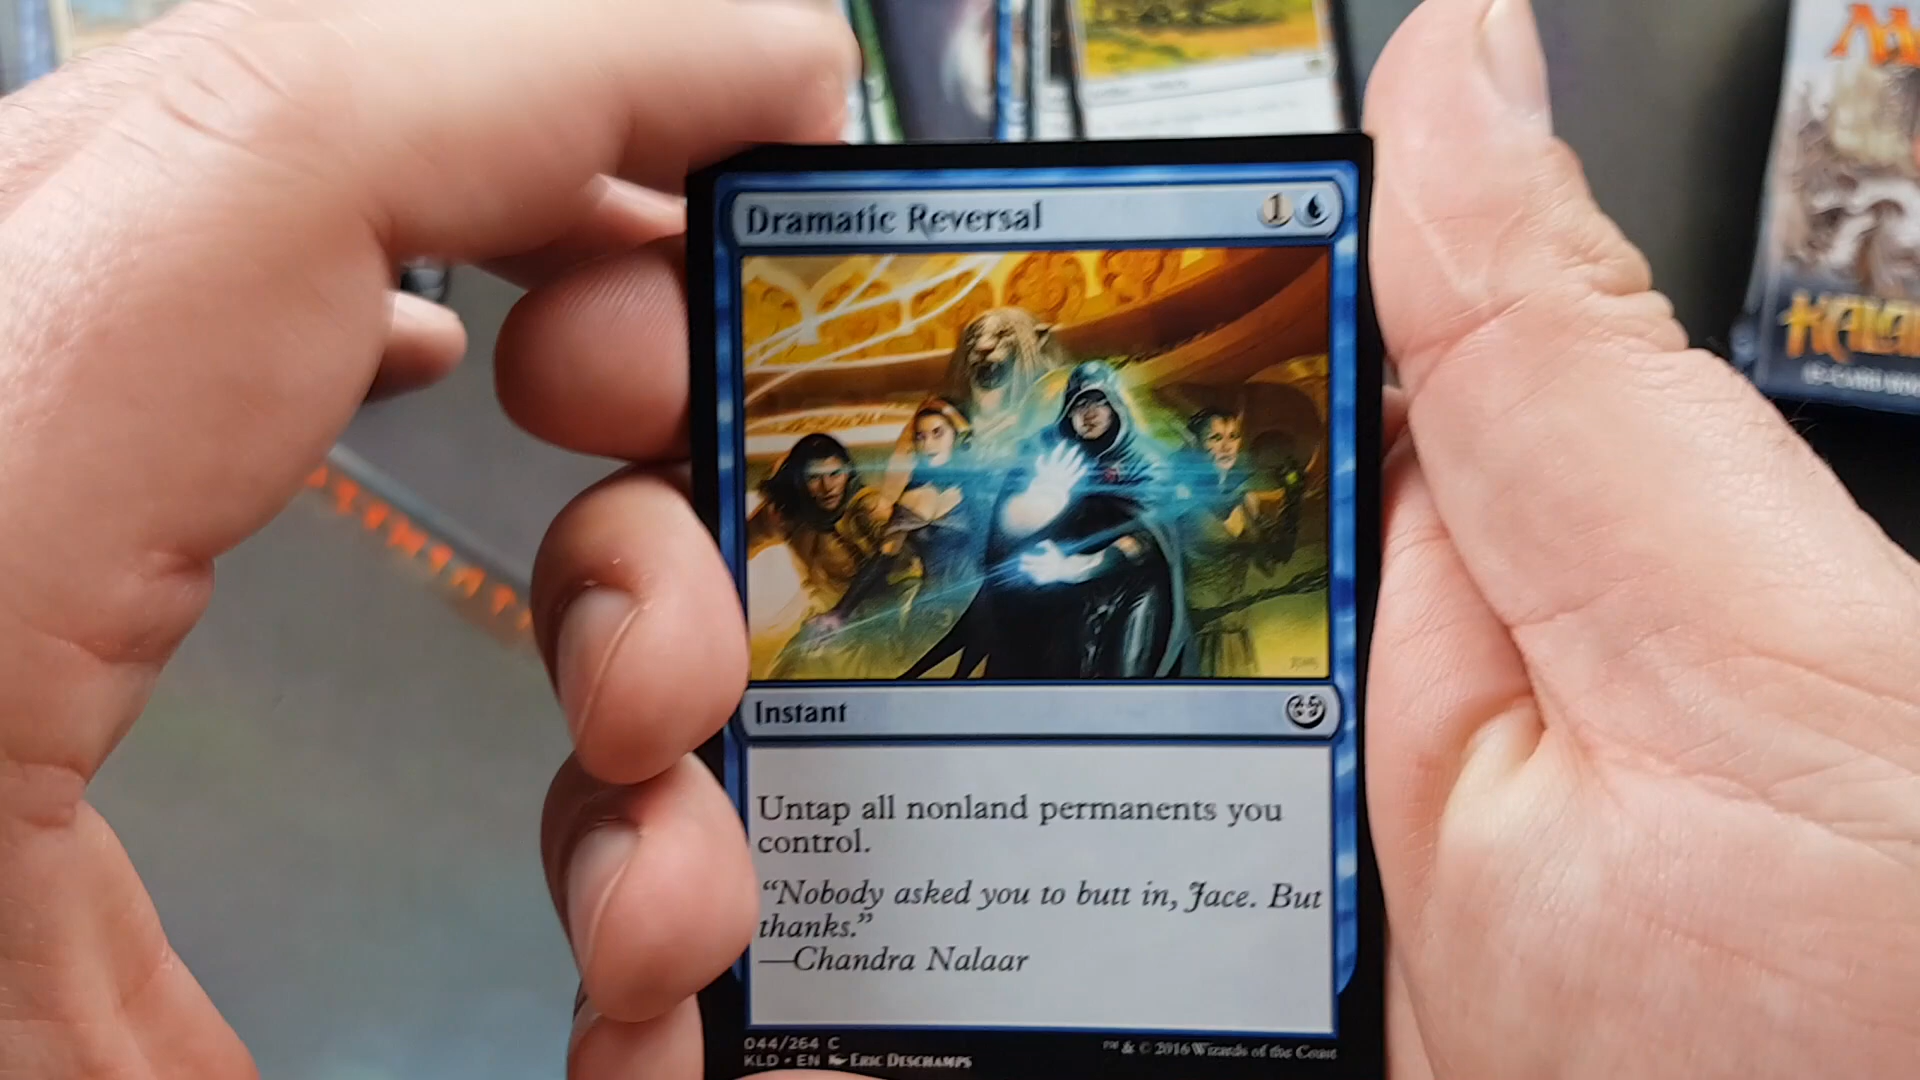 Dramatic Reversal
1
Instant
Untap all nonland permanents you
control.
"Nobody asked you to butt in, Jace. But
thanks."
—Chandra Nalaar
044/264 C
KLD • EN Eric Deschamps
™ & © 2016 Wizards of the Coast